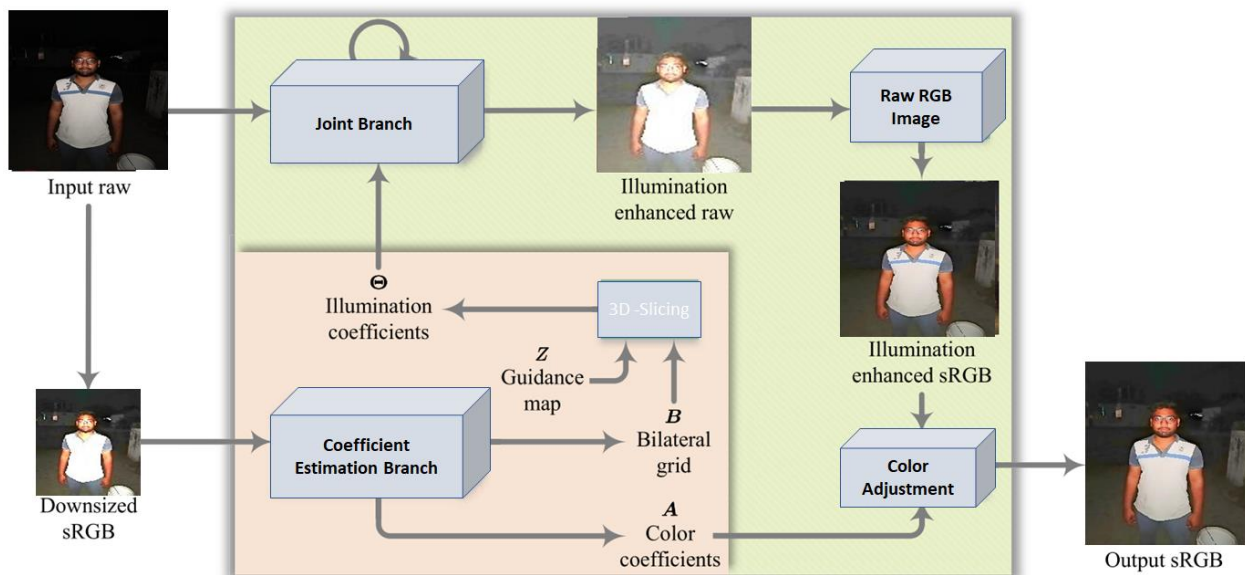 Input raw
Joint Branch
Illumination
enhanced raw
Raw RGB
Image
Illumination
enhanced sRGB
Θ
Illumination
coefficients
3D -Slicing
Z
Guidance
map
B
Bilateral
grid
Coefficient
Estimation Branch
A
Color
coefficients
Color
Adjustment
Downsized
sRGB
Output sRGB